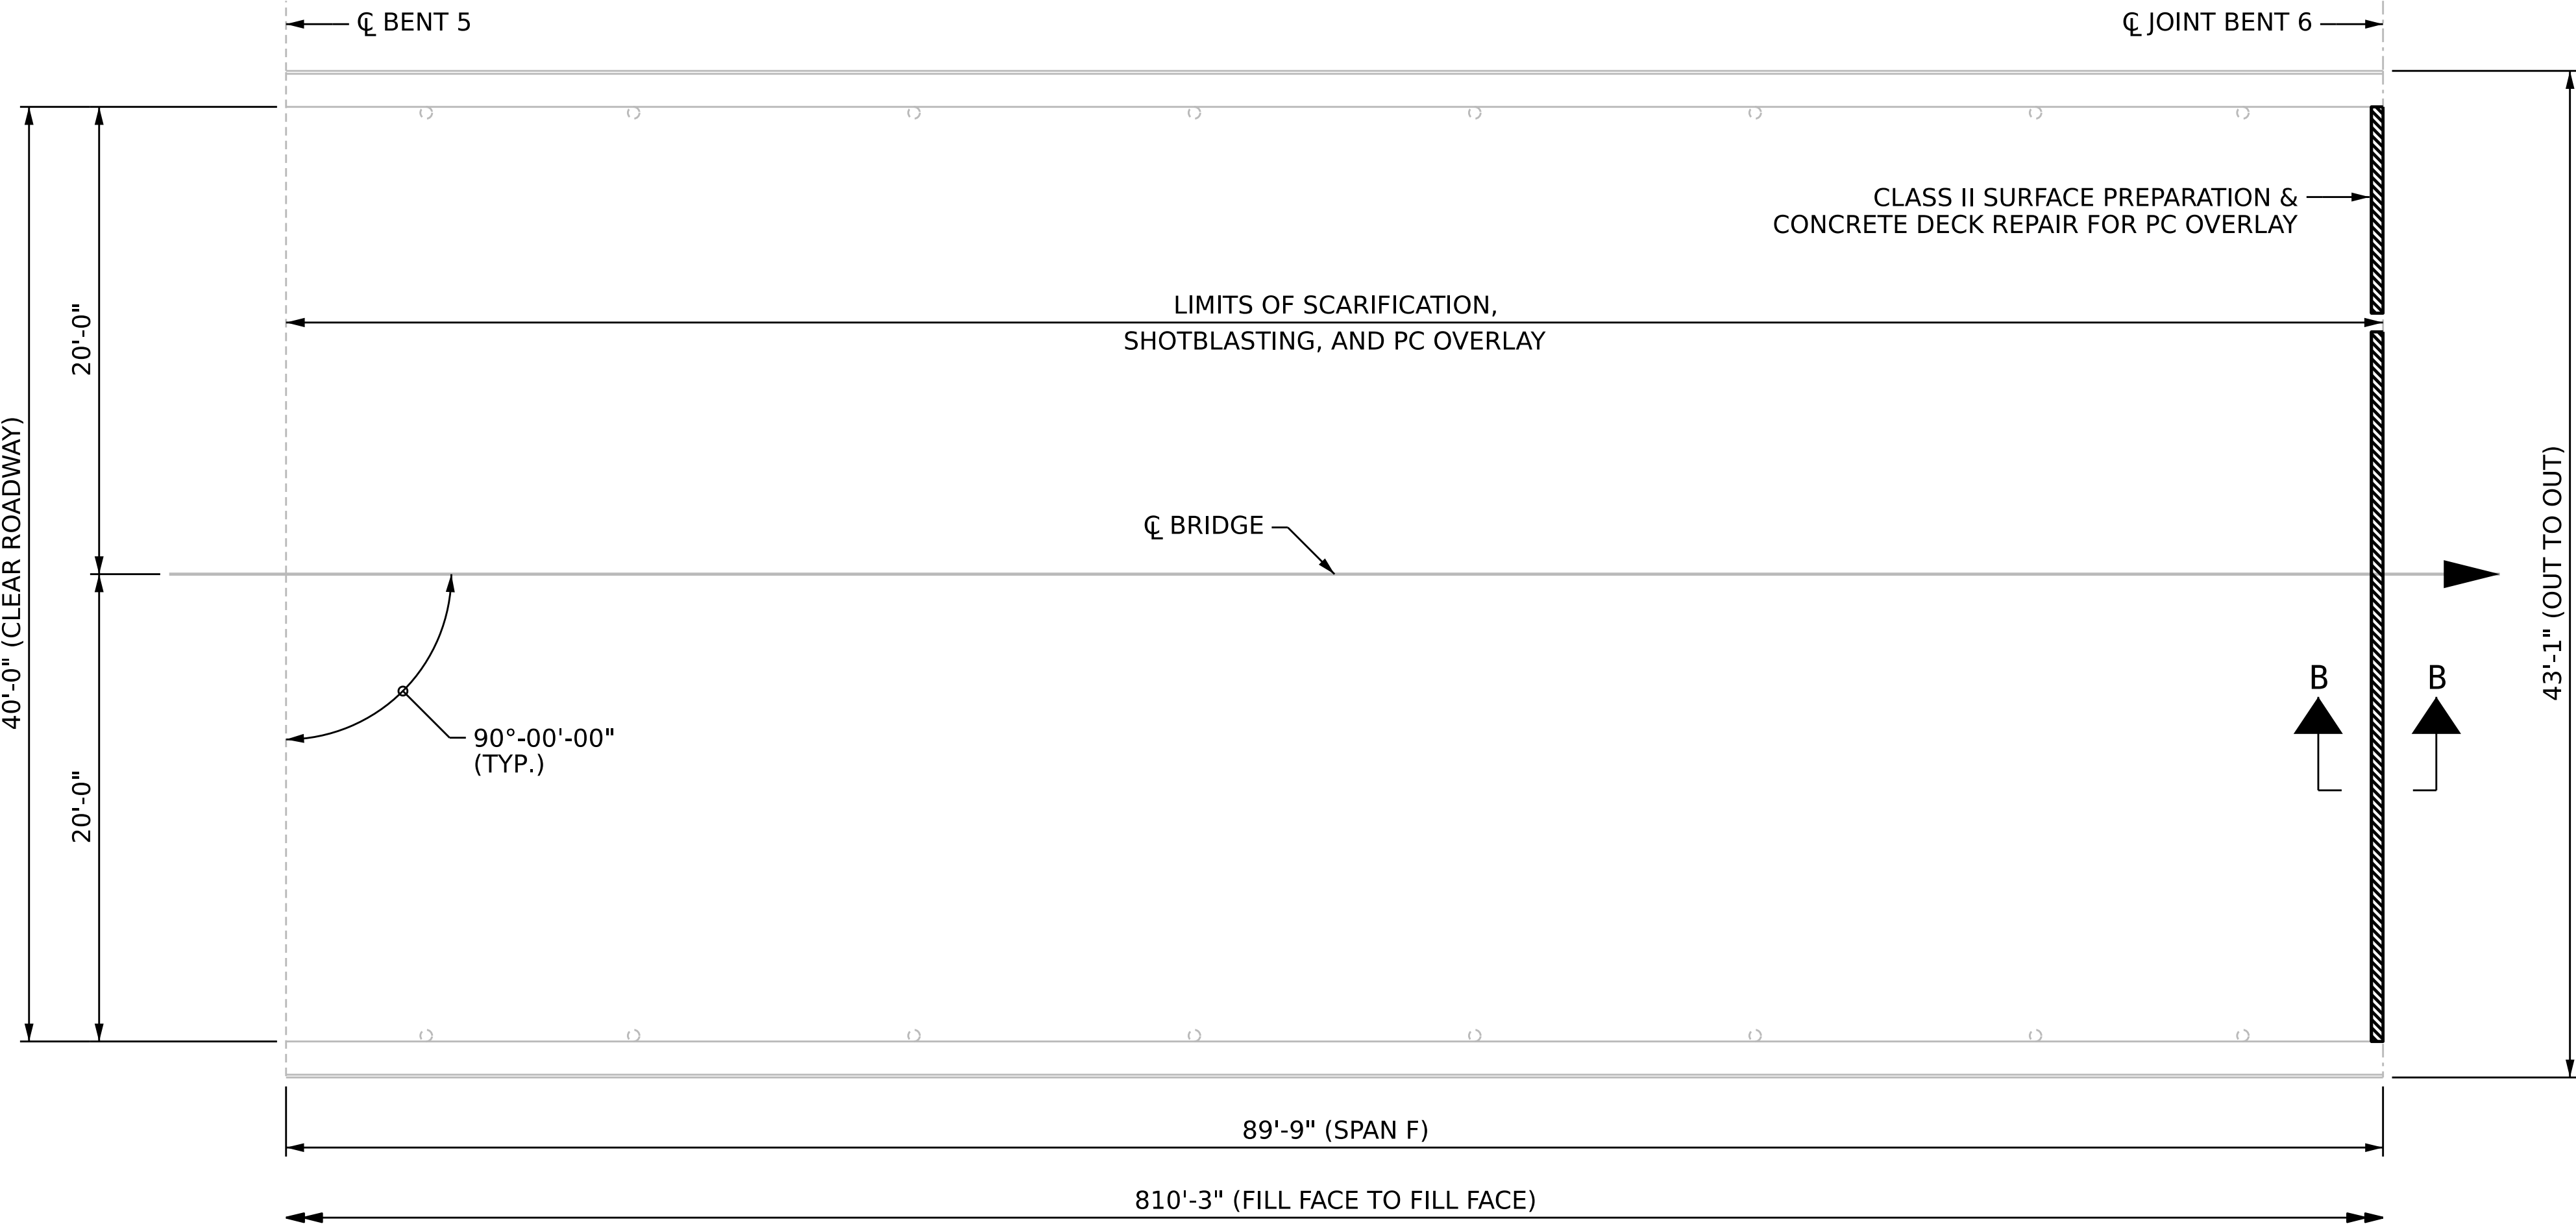 ℄ BENT 5
℄ JOINT BENT 6
CLASS II SURFACE PREPARATION &
CONCRETE DECK REPAIR FOR PC OVERLAY
LIMITS OF SCARIFICATION,
SHOTBLASTING, AND PC OVERLAY
20'-0"
40'-0" (CLEAR ROADWAY)
43'-1" (OUT TO OUT)
℄ BRIDGE
B
B
90°-00'-00"
(TYP.)
20'-0"
89'-9" (SPAN F)
810'-3" (FILL FACE TO FILL FACE)